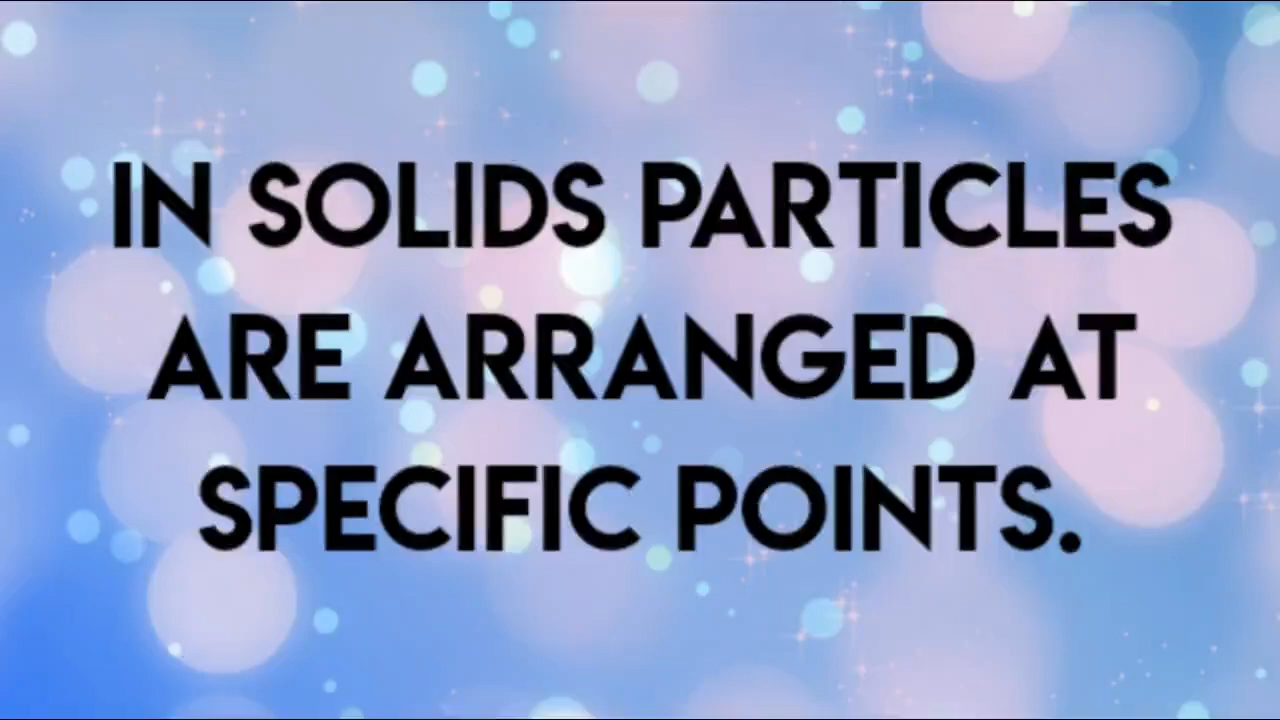 IN SOLIDS PARTICLES
ARE ARRANGED AT
SPECIFIC POINTS.